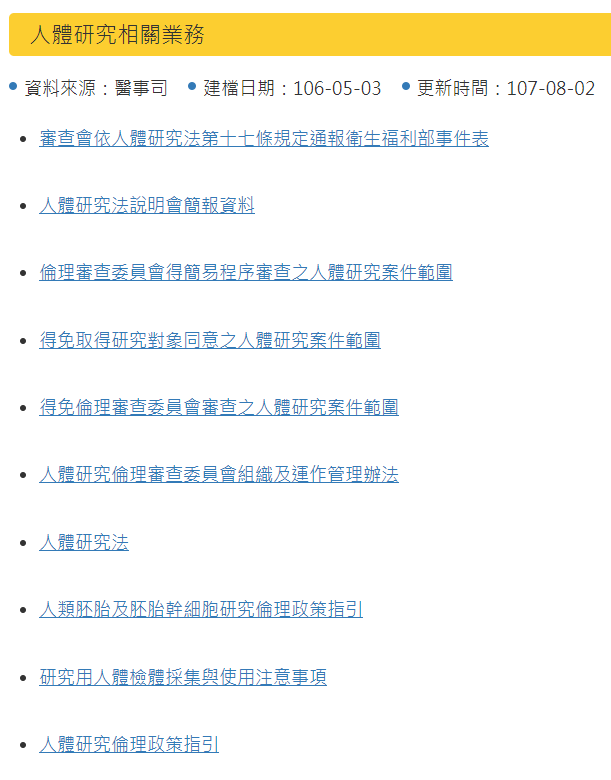 人體研究相關業務
資料來源：醫事司 建檔日期：106-05-03 更新時間：107-08-02
審查會依人體研究法第十七條規定通報衛生福利部事件表
人體研究法說明會簡報資料
倫理審查委員會得簡易程序審查之人體研究案件範圍
得免取得研究對象同意之人體研究案件範圍
得免倫理審查委員會審查之人體研究案件範圍
人體研究倫理審查委員會組織及運作管理辦法
人體研究法
人類胚胎及胚胎幹細胞研究倫理政策指引
研究用人體檢體採集與使用注意事項
人體研究倫理政策指引